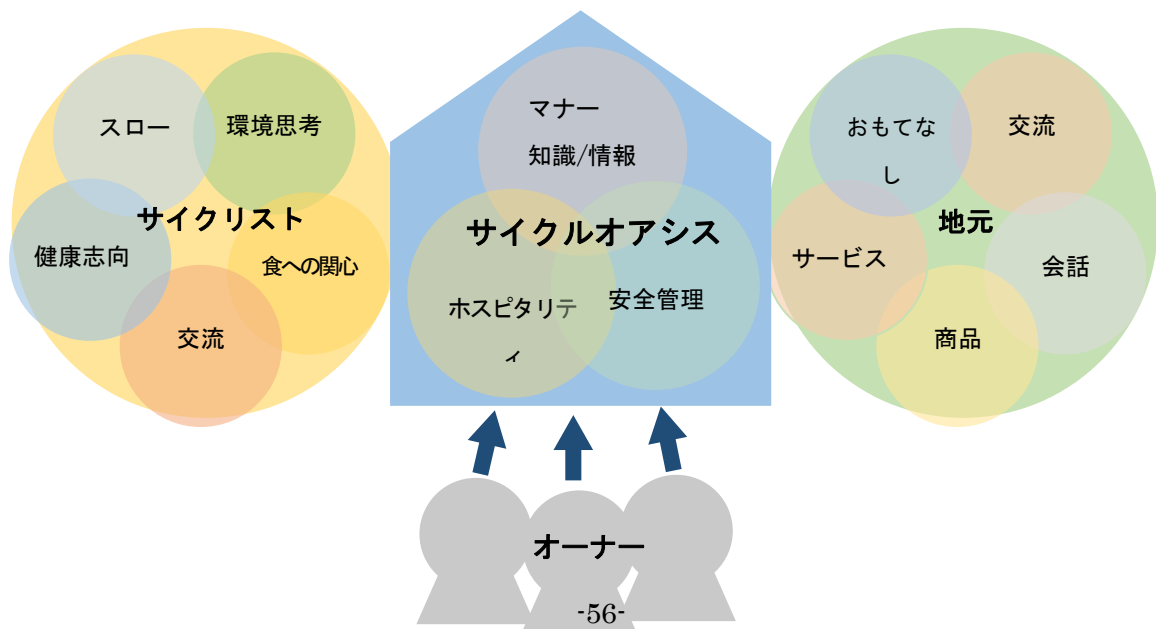 スロー
環境思考
サイクリスト
健康志向
食への関心
交流
マナー
知識/情報
サイクルオアシス
ホスピタリテ
ィ
安全管理
おもてな
し
交流
地元
サービス
会話
商品
オーナー
-56-